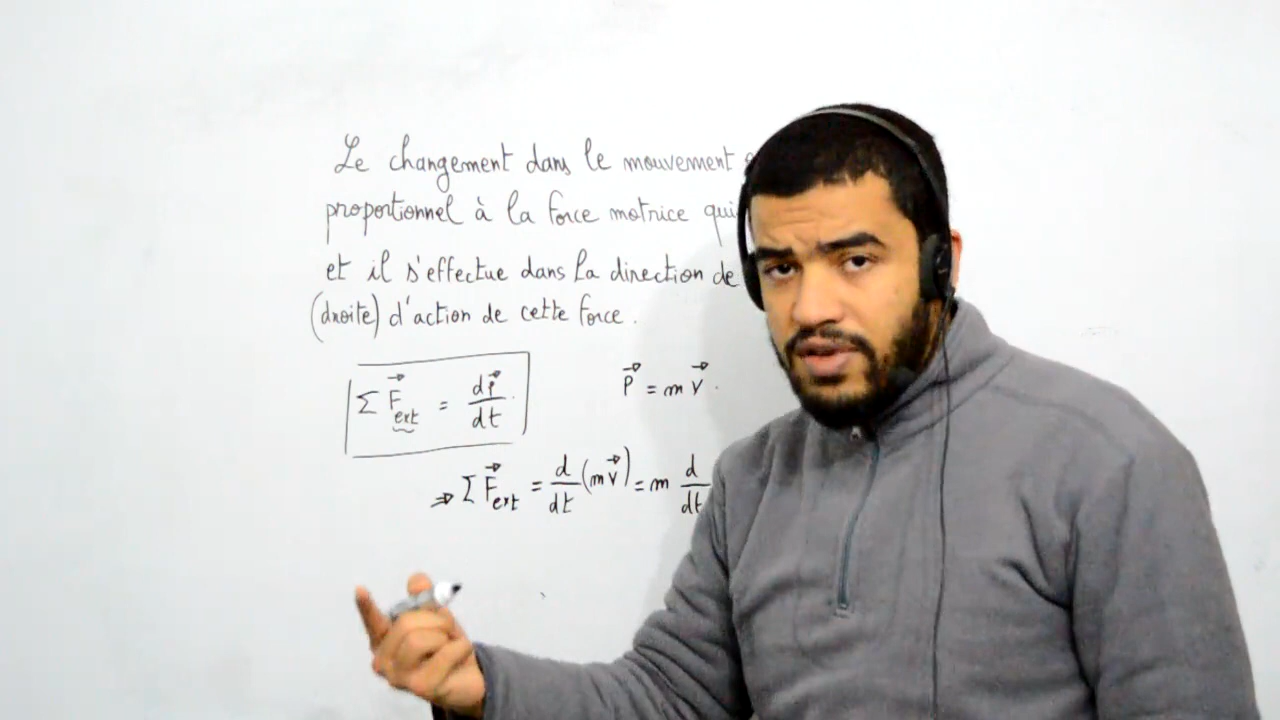 Le changement dans le mouvement
proportionnel à la force motrice qui
et il s'effectue dans la direction de
(droite) d'action de cette force.
Σ F⃗ext = dP⃗/dt. P⃗ = m V⃗.
⇒ Σ F⃗ext = d/dt (m v⃗) = m d/dt